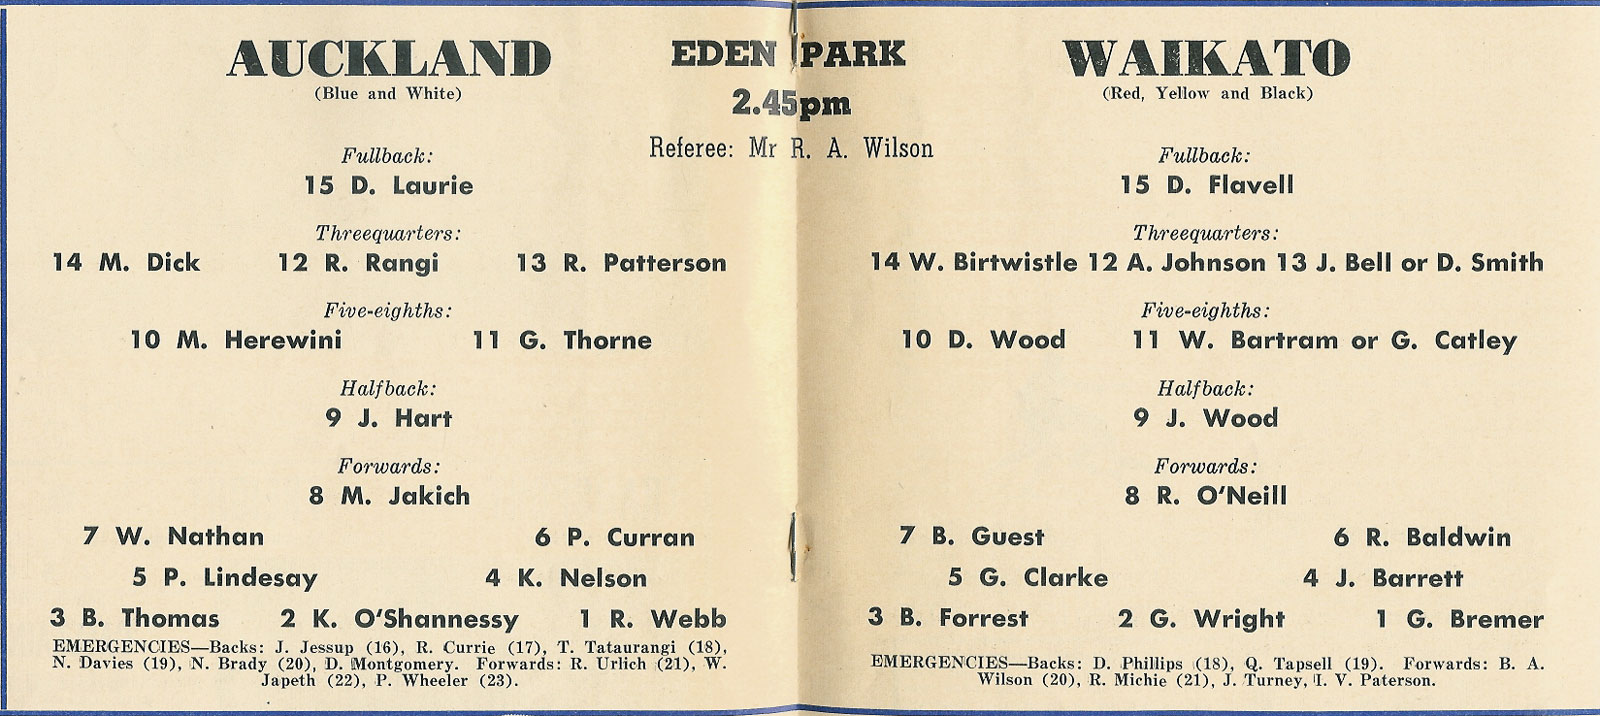 AUCKLAND
(Blue and White)
EDEN PARK
2.45pm
Referee: Mr R. A. Wilson
WAIKATO
(Red, Yellow and Black)
Fullback:
15 D. Laurie
Threequarters:
14 M. Dick 12 R. Rangi 13 R. Patterson
Five-eighths:
10 M. Herewini 11 G. Thorne
Halfback:
9 J. Hart
Forwards:
8 M. Jakich
7 W. Nathan 6 P. Curran
5 P. Lindesay 4 K. Nelson
3 B. Thomas 2 K. O'Shannessy 1 R. Webb
EMERGENCIES—Backs: J. Jessup (16), R. Currie (17), T. Tataurangi (18),
N. Davies (19), N. Brady (20), D. Montgomery. Forwards: R. Urlich (21), W.
Japeth (22), P. Wheeler (23).
Fullback:
15 D. Flavell
Threequarters:
14 W. Birtwistle 12 A. Johnson 13 J. Bell or D. Smith
Five-eighths:
10 D. Wood 11 W. Bartram or G. Catley
Halfback:
9 J. Wood
Forwards:
8 R. O'Neill
7 B. Guest 6 R. Baldwin
5 G. Clarke 4 J. Barrett
3 B. Forrest 2 G. Wright 1 G. Bremer
EMERGENCIES—Backs: D. Phillips (18), Q. Tapsell (19). Forwards: B. A.
Wilson (20), R. Michie (21), J. Turney, I. V. Paterson.